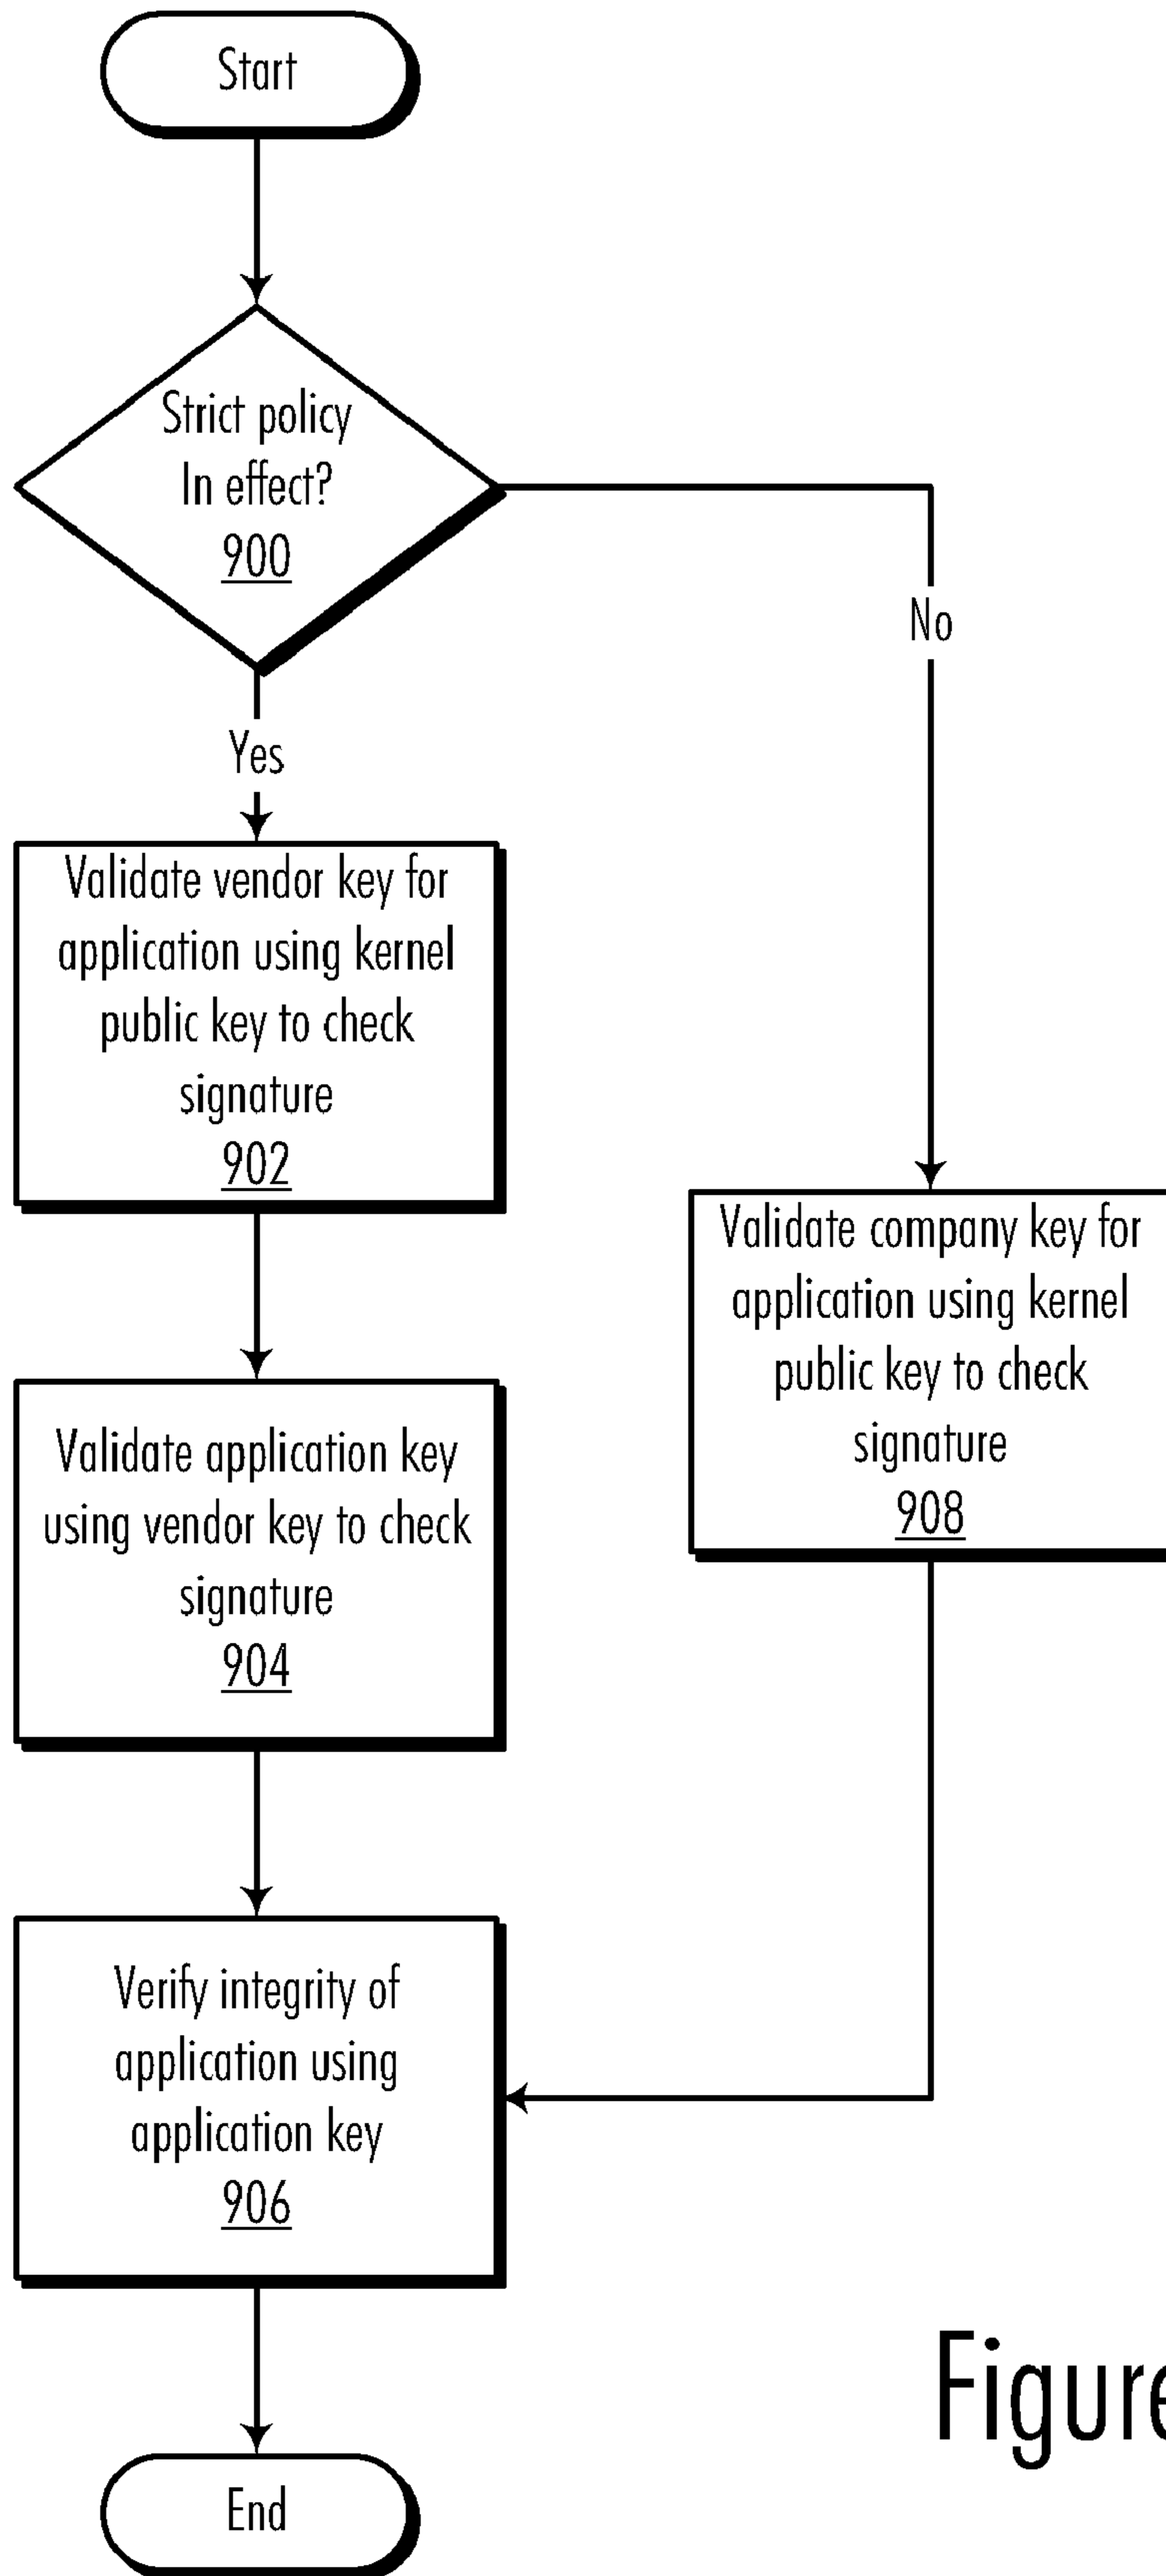 Start
Strict policy
In effect?
900
No
Yes
Validate vendor key for
application using kernel
public key to check
signature
902
Validate company key for
application using kernel
public key to check
signature
908
Validate application key
using vendor key to check
signature
904
Verify integrity of
application using
application key
906
Figure
End